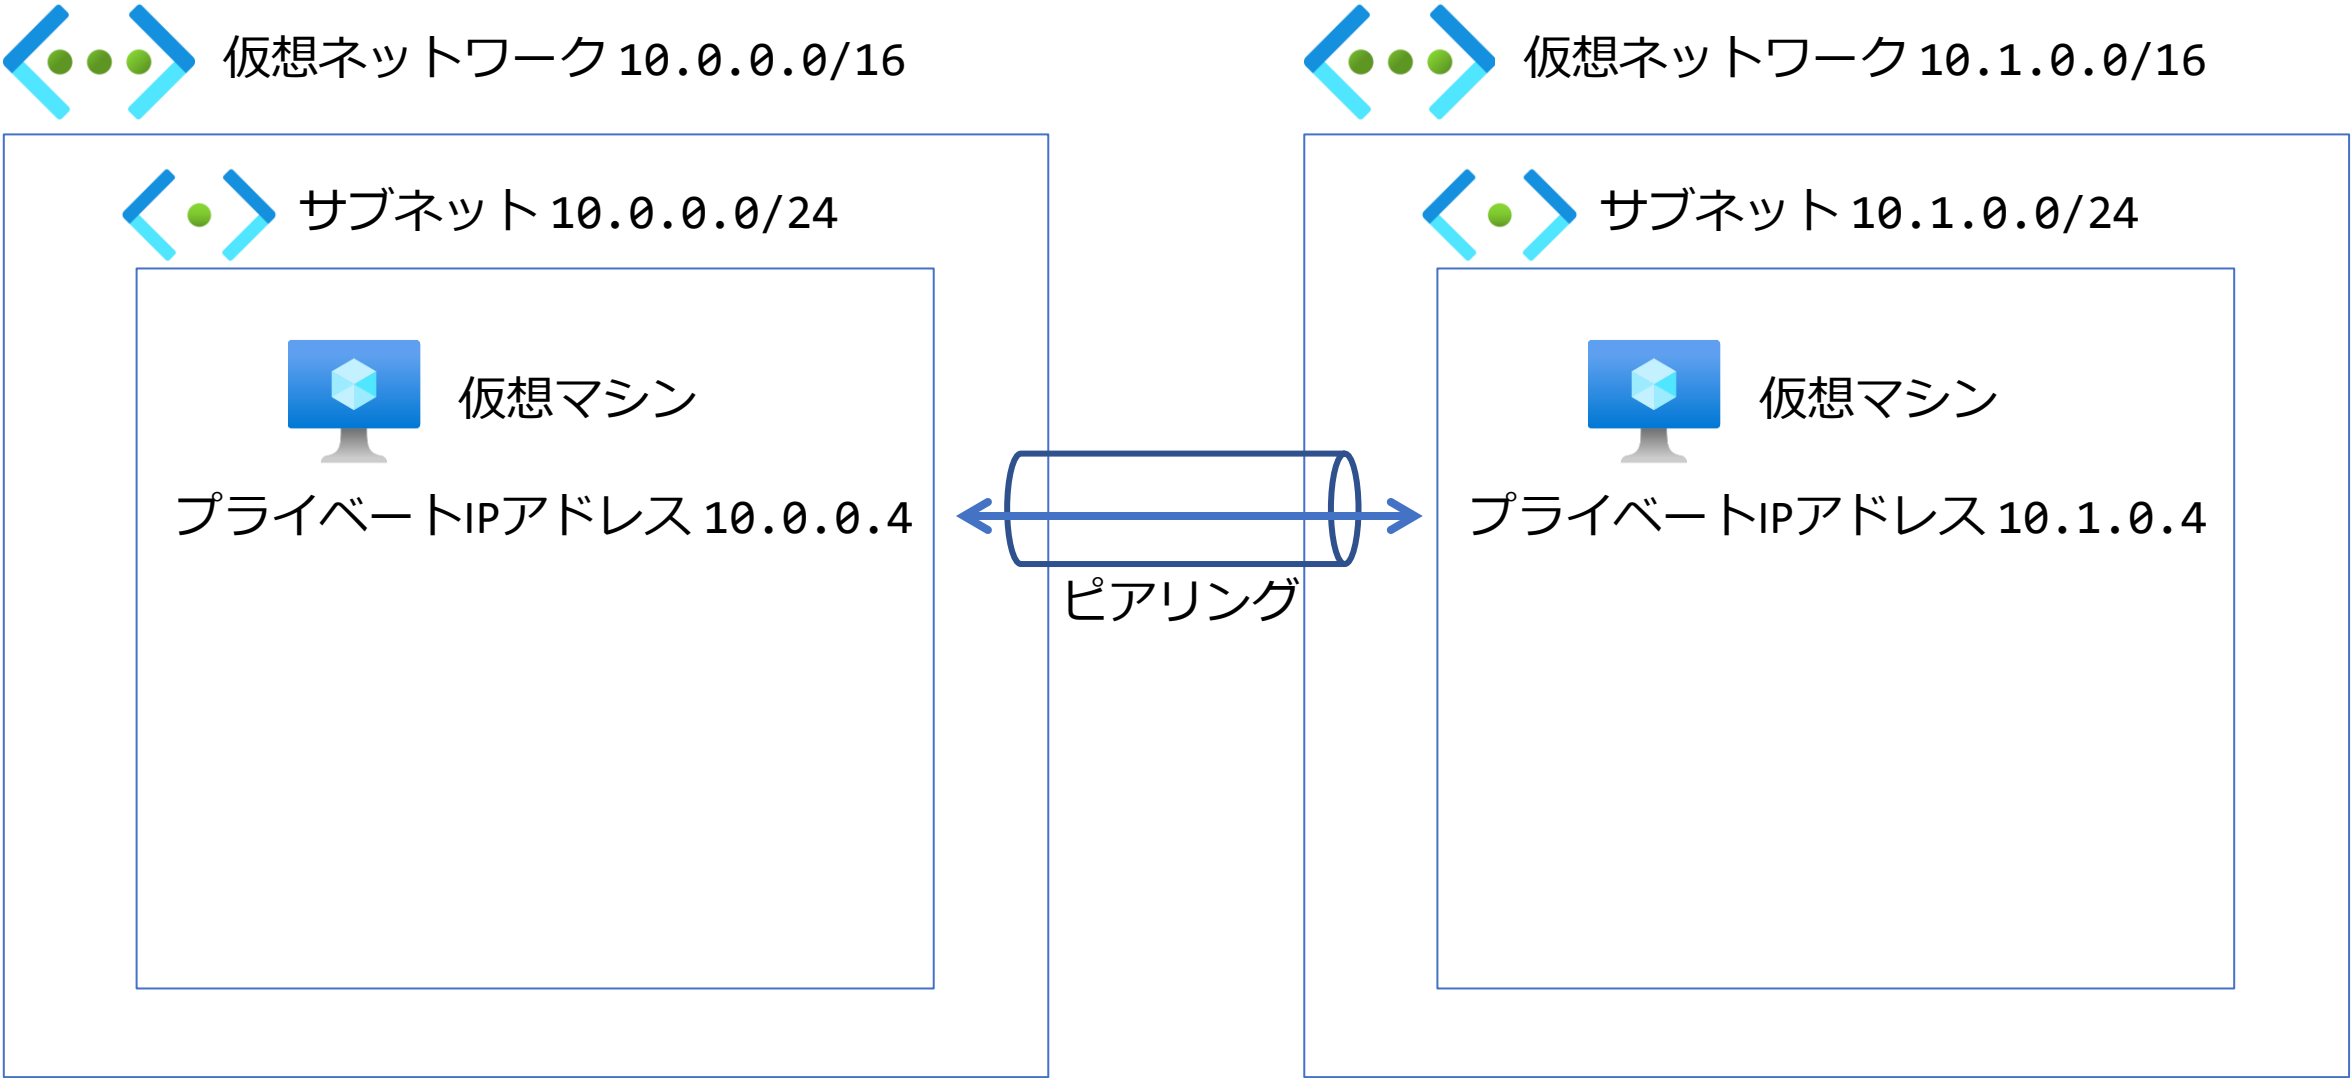 仮想ネットワーク 10.0.0.0/16
サブネット 10.0.0.0/24
仮想マシン
プライベートIPアドレス 10.0.0.4
ピアリング
仮想ネットワーク 10.1.0.0/16
サブネット 10.1.0.0/24
仮想マシン
プライベートIPアドレス 10.1.0.4